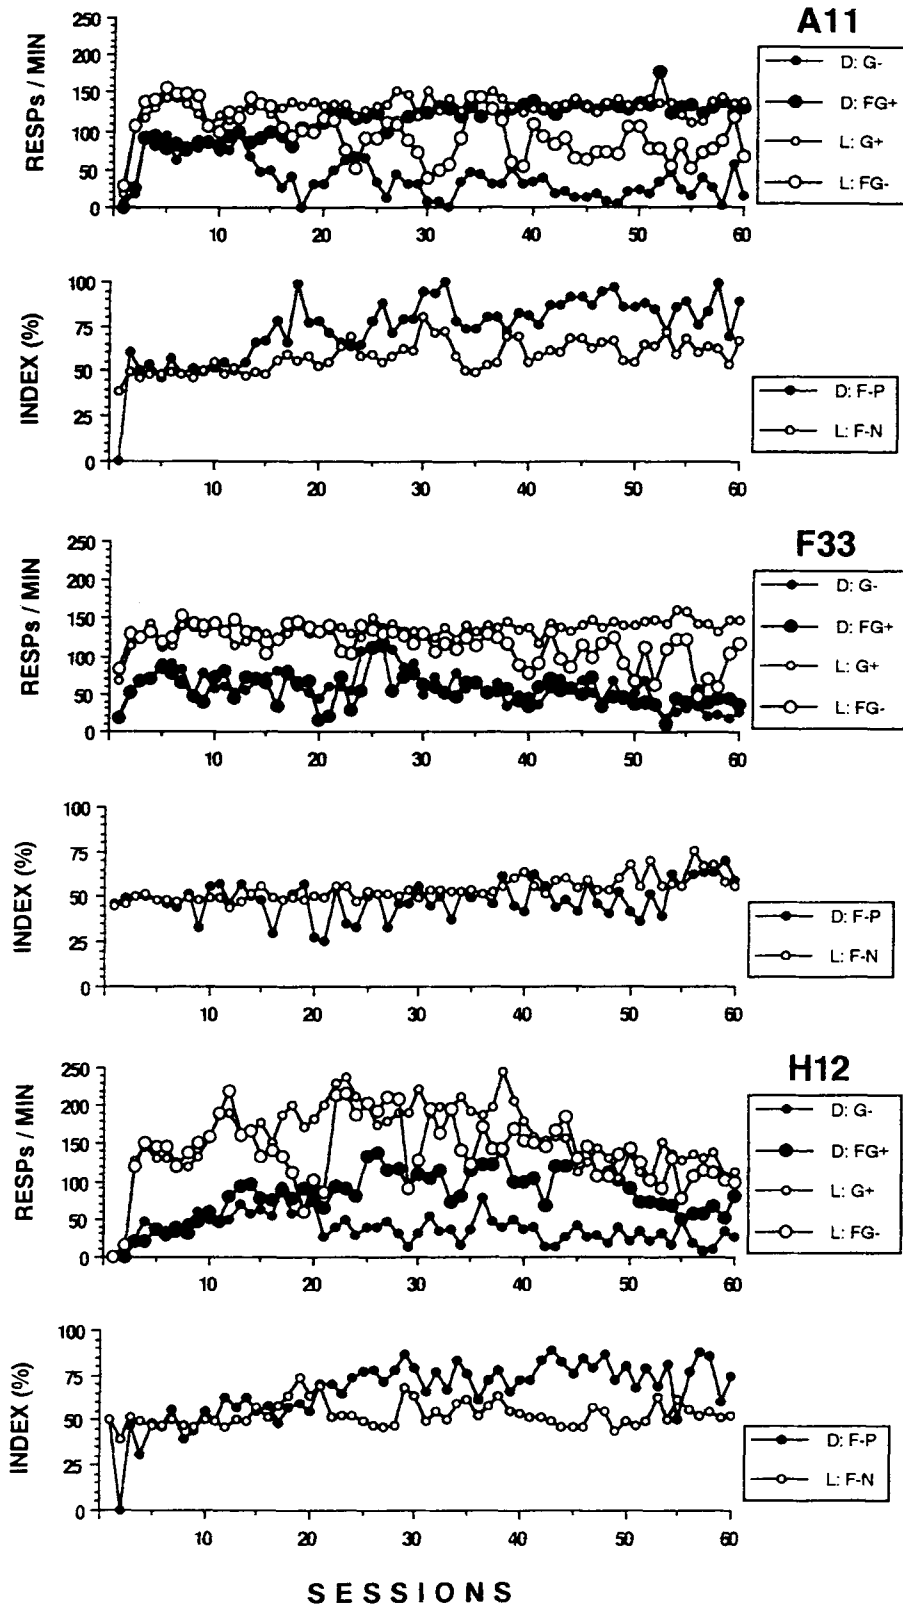 A11
RESPs / MIN
250
200
150
100
50
0
10 20 30 40 50 60
D: G-
D: FG+
L: G+
L: FG-
INDEX (%)
100
75
50
25
0
10 20 30 40 50 60
D: F-P
L: F-N
F33
RESPs / MIN
250
200
150
100
50
0
10 20 30 40 50 60
D: G-
D: FG+
L: G+
L: FG-
INDEX (%)
100
75
50
25
0
10 20 30 40 50 60
D: F-P
L: F-N
H12
RESPs / MIN
250
200
150
100
50
0
10 20 30 40 50 60
D: G-
D: FG+
L: G+
L: FG-
INDEX (%)
100
75
50
25
0
10 20 30 40 50 60
D: F-P
L: F-N
SESSIONS